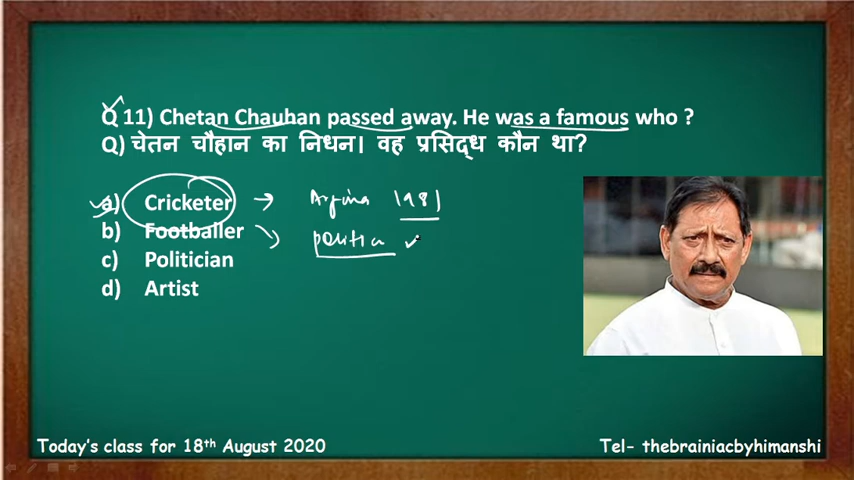 Q 11) Chetan Chauhan passed away. He was a famous who ?
Q) चेतन चौहान का निधन। वह प्रसिद्ध कौन था?
a) Cricketer → 1981
b) Footballer
c) Politician
d) Artist
Today's class for 18th August 2020
Tel- thebrainiacbyhimanshi